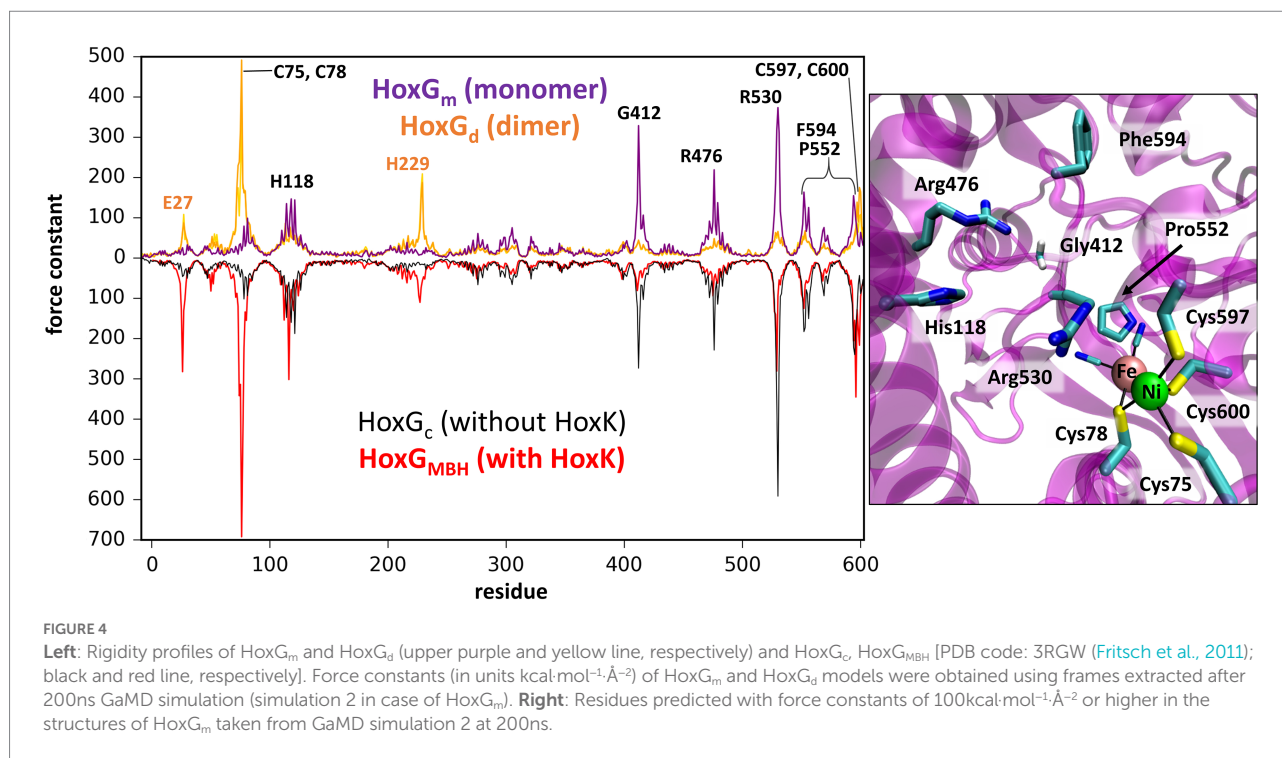 500
400
300
200
100
0
100
200
300
400
500
600
700
force constant
0 100 200 300 400 500 600
residue
C75, C78
HoxGm (monomer)
HoxGd (dimer)
E27
H118
H229
G412
R476
R530
C597, C600
F594
P552
HoxGc (without HoxK)
HoxGMBH (with HoxK)
Phe594
Arg476
Gly412
Pro552
His118
Cys597
Arg530
Fe
Ni
Cys600
Cys78
Cys75
FIGURE 4
Left: Rigidity profiles of HoxGm and HoxGd (upper purple and yellow line, respectively) and HoxGc, HoxGMBH [PDB code: 3RGW (Fritsch et al., 2011);
black and red line, respectively]. Force constants (in units kcal·mol⁻¹·Å⁻²) of HoxGm and HoxGd models were obtained using frames extracted after
200ns GaMD simulation (simulation 2 in case of HoxGm). Right: Residues predicted with force constants of 100kcal·mol⁻¹·Å⁻² or higher in the
structures of HoxGm taken from GaMD simulation 2 at 200ns.